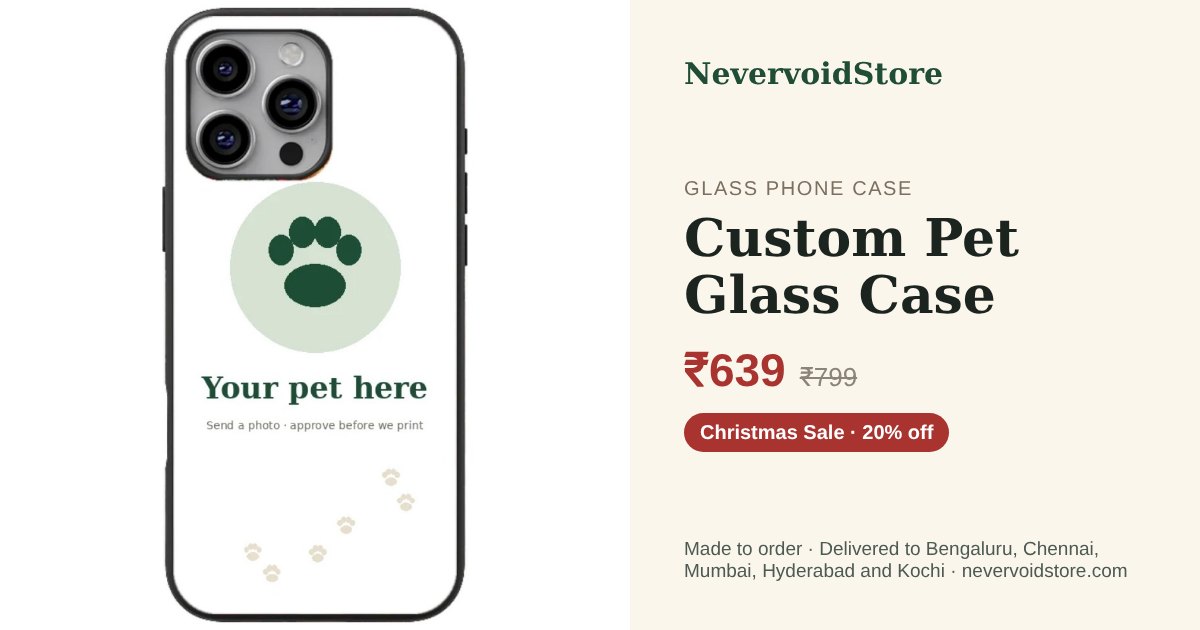 Your pet here
Send a photo · approve before we print
NevervoidStore
GLASS PHONE CASE
Custom Pet
Glass Case
₹639 ₹799
Christmas Sale · 20% off
Made to order · Delivered to Bengaluru, Chennai,
Mumbai, Hyderabad and Kochi · nevervoidstore.com